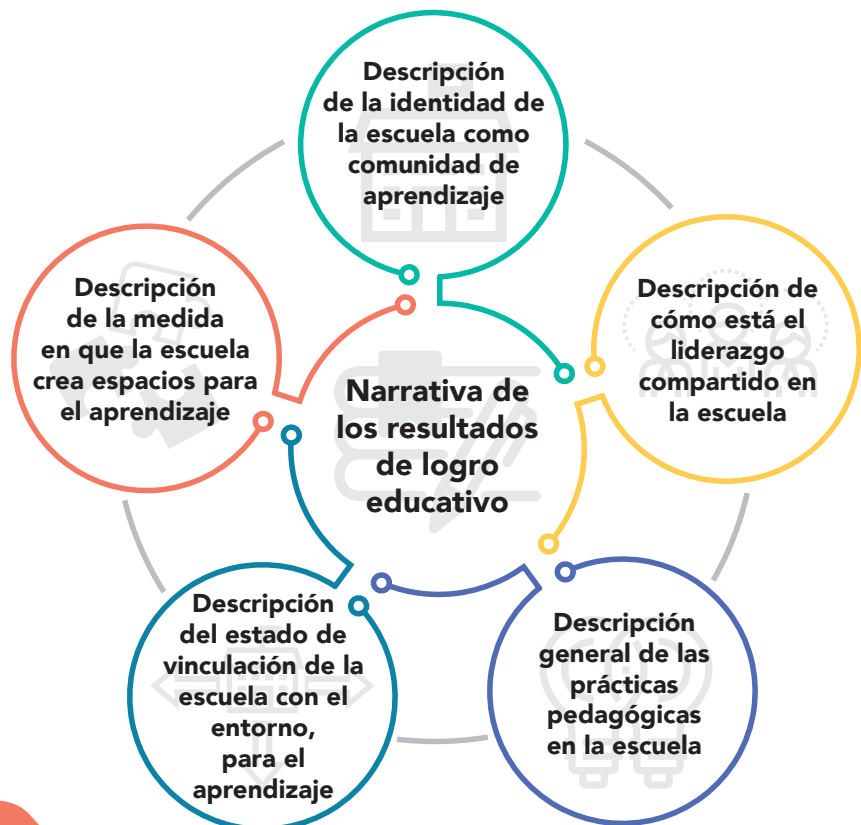 Descripción
de la identidad de
la escuela como
comunidad de
aprendizaje
Descripción
de la medida
en que la escuela
crea espacios para
el aprendizaje
Descripción de
cómo está el
liderazgo
compartido en
la escuela
Narrativa de
los resultados
de logro
educativo
Descripción
del estado de
vinculación de la
escuela con el
entorno,
para el
aprendizaje
Descripción
general de las
prácticas
pedagógicas
en la escuela